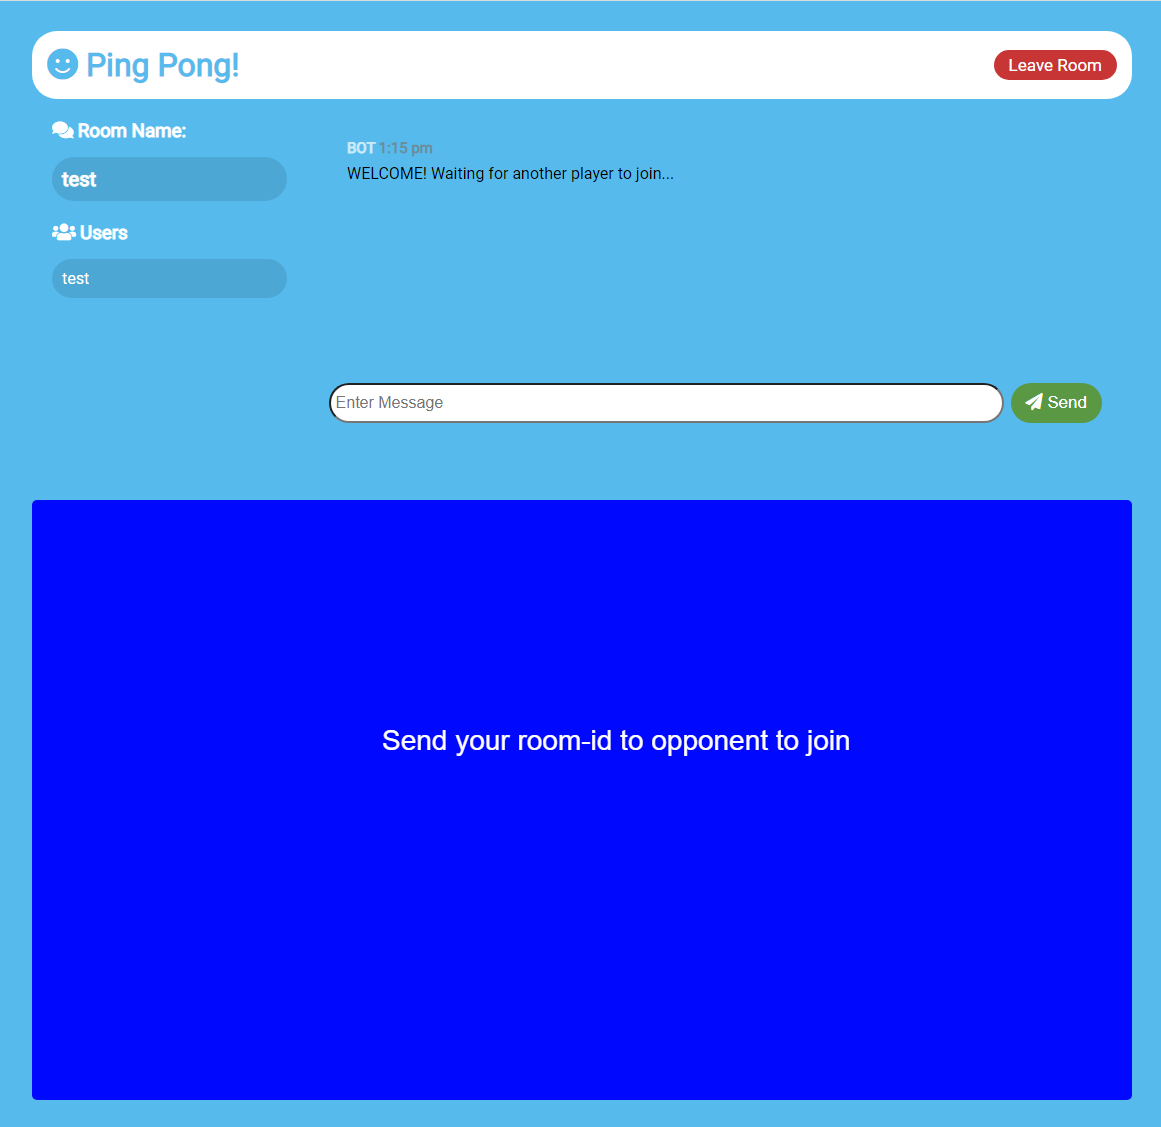 Ping Pong!
Leave Room
Room Name:
test
Users
test
BOT 1:15 pm
WELCOME! Waiting for another player to join...
Enter Message
Send
Send your room-id to opponent to join